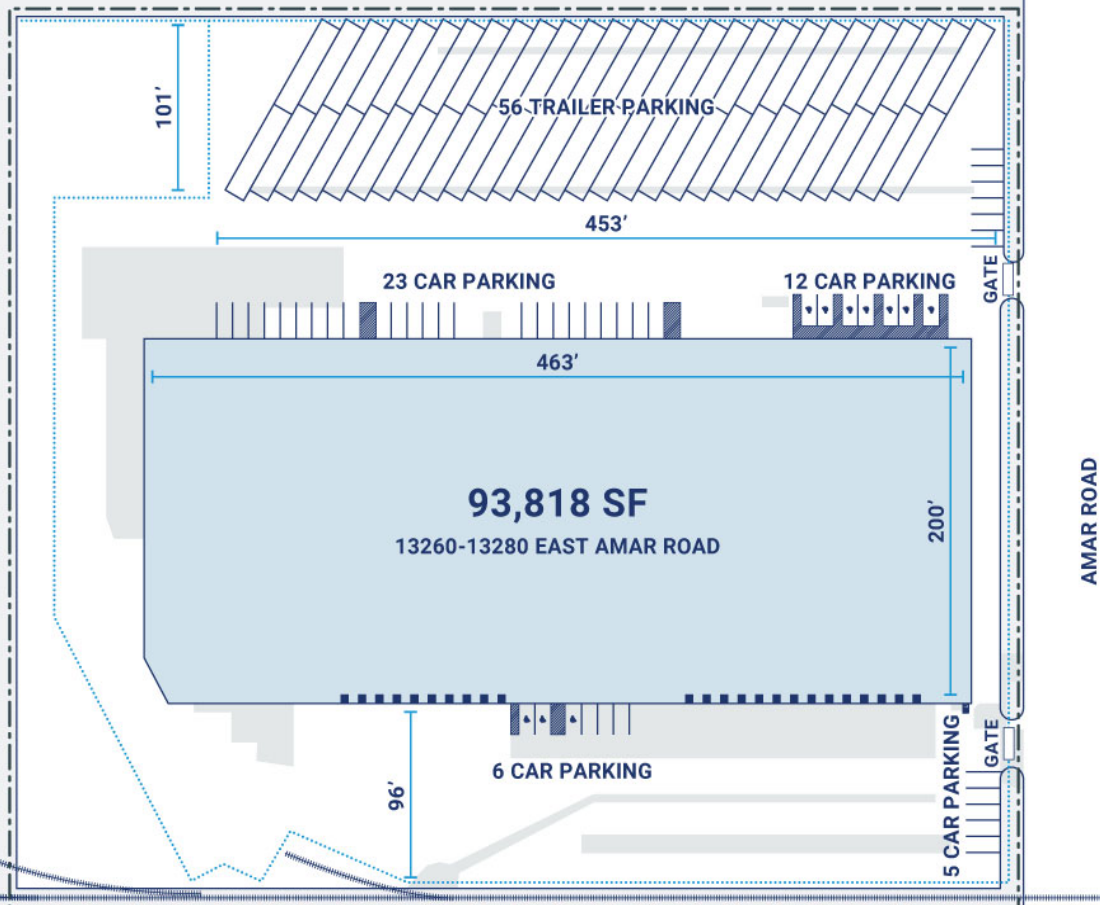 101’
56 TRAILER PARKING
453’
GATE
23 CAR PARKING
12 CAR PARKING
463’
93,818 SF
13260-13280 EAST AMAR ROAD
200’
AMAR ROAD
96’
6 CAR PARKING
5 CAR PARKING
GATE